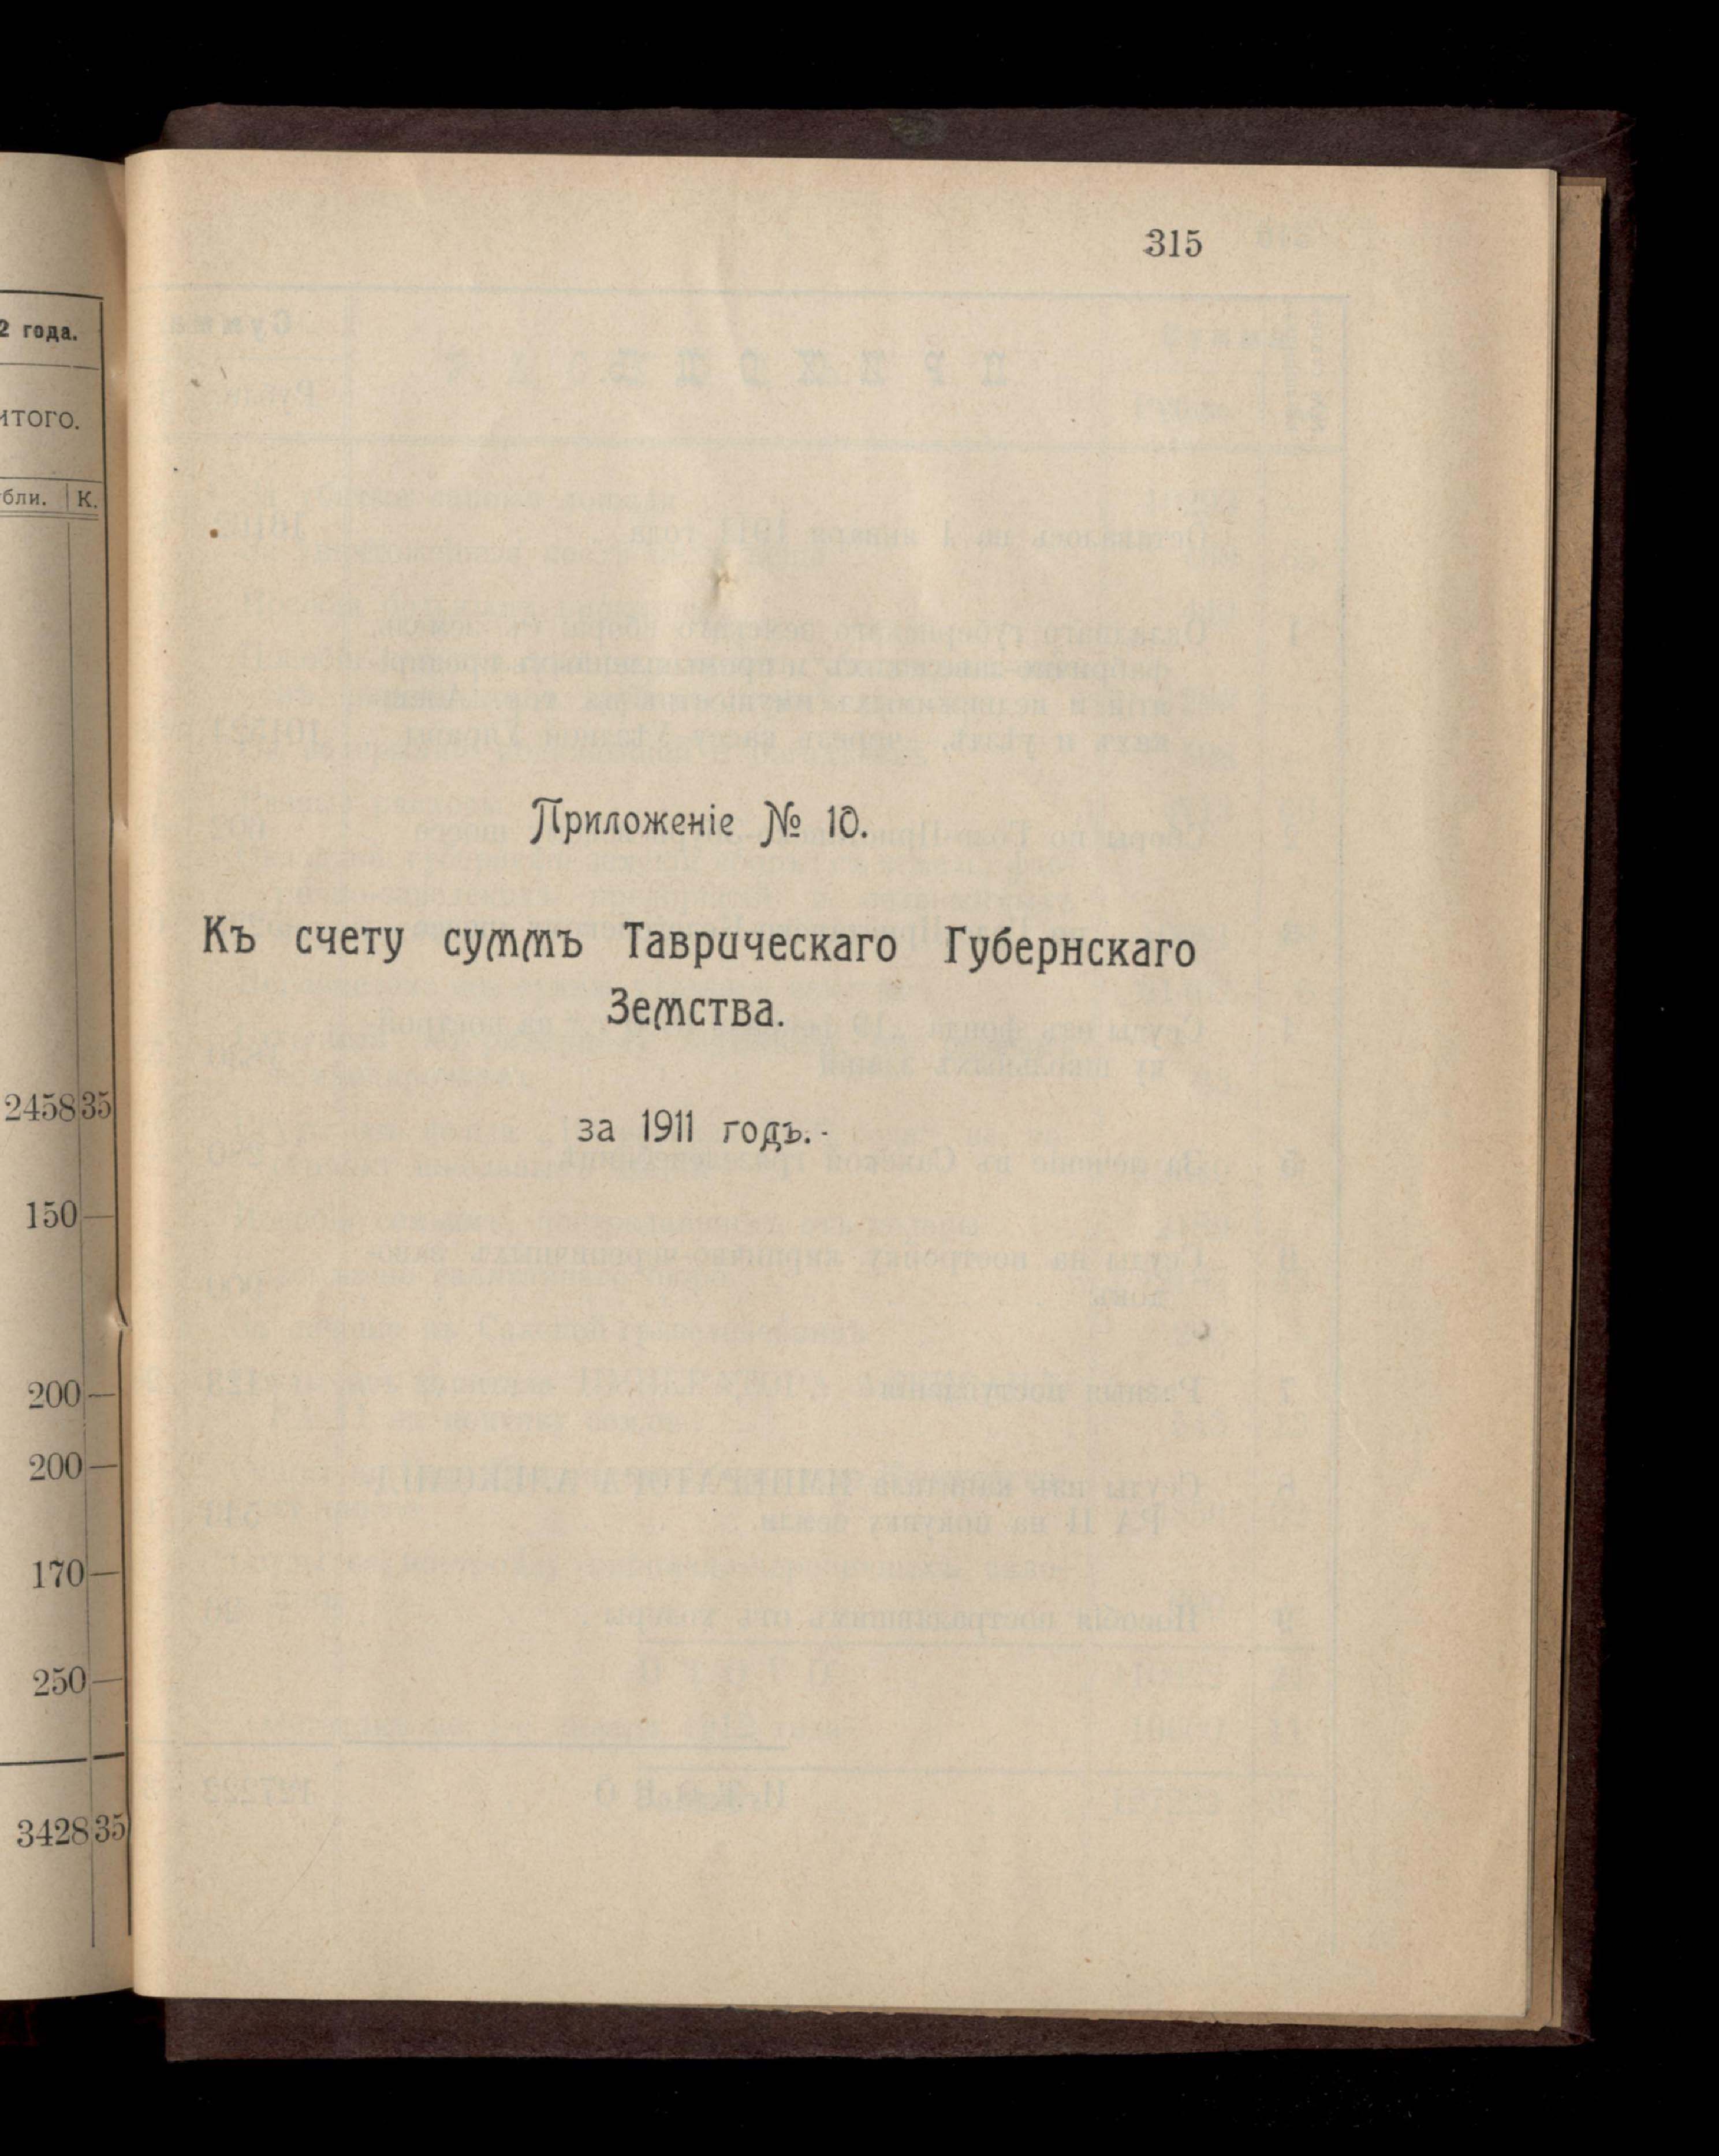 2 года.
ИТОГО.
бли. К.
2458 35
150 —
200 —
200 —
170 —
250 —
3428 35
315
Приложеніе № 10.
Къ счету суммъ Таврическаго Губернскаго
Земства.
за 1911 годъ.